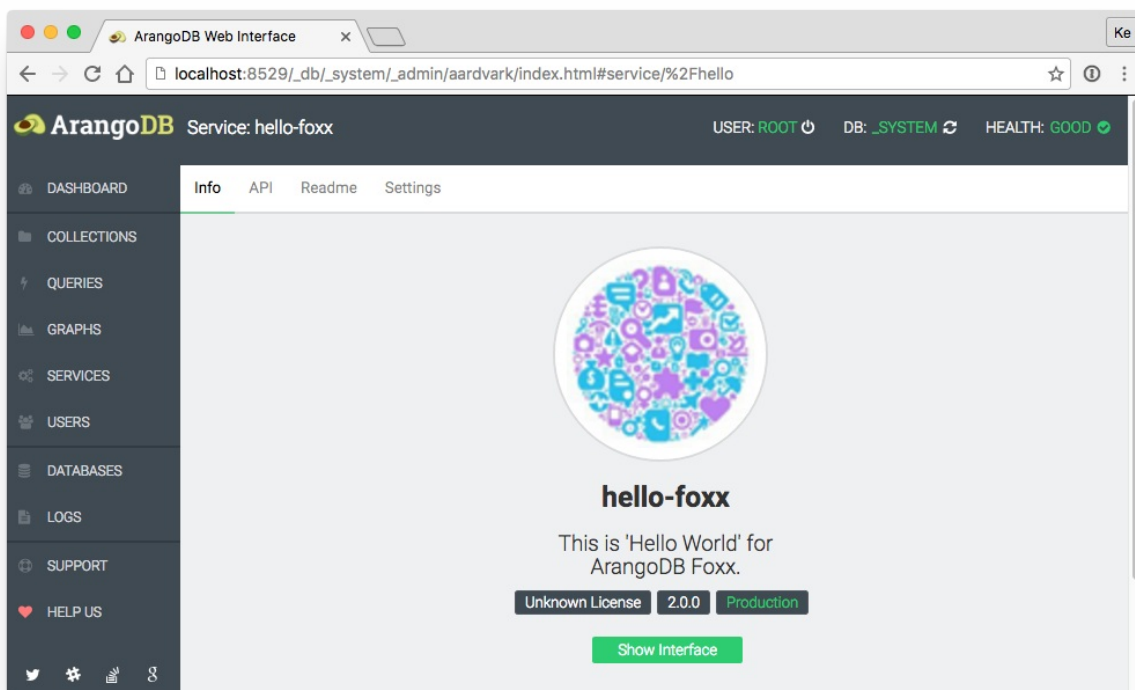 ArangoDB Web Interface
Ke
localhost:8529/_db/_system/_admin/aardvark/index.html#service/%2Fhello
ArangoDB Service: hello-foxx USER: ROOT DB: _SYSTEM HEALTH: GOOD
DASHBOARD
Info API Readme Settings
COLLECTIONS
QUERIES
GRAPHS
SERVICES
USERS
DATABASES
LOGS
SUPPORT
HELP US
hello-foxx
This is 'Hello World' for
ArangoDB Foxx.
Unknown License 2.0.0 Production
Show Interface